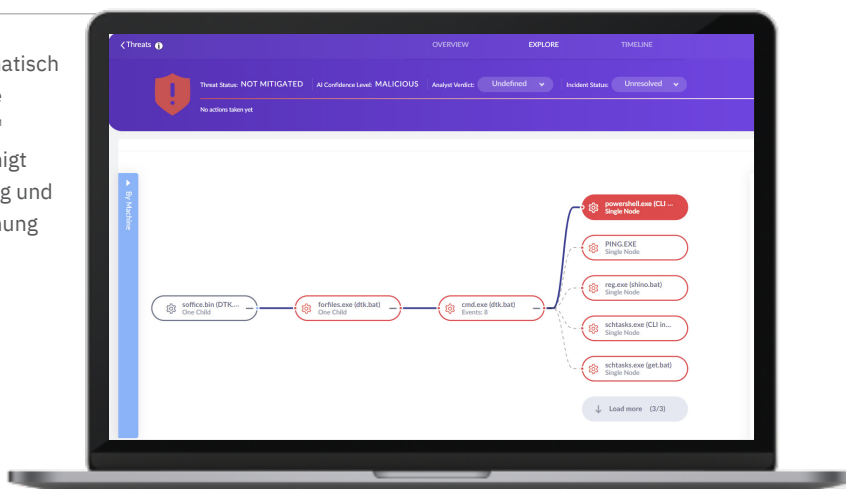 atisch
igt
g und
nung
Threats
OVERVIEW
EXPLORE
TIMELINE
Threat Status: NOT MITIGATED
AI Confidence Level: MALICIOUS
Analyst Verdict: Undefined
Incident Status: Unresolved
No actions taken yet
By Machine
soffice.bin (DTK....
One Child
forfiles.exe (dtk.bat)
One Child
cmd.exe (dtk.bat)
Events: 8
powershell.exe (CLI ...
Single Node
PING.EXE
Single Node
reg.exe (shino.bat)
Single Node
schtasks.exe (CLI in...
Single Node
schtasks.exe (get.bat)
Single Node
Load more (3/3)